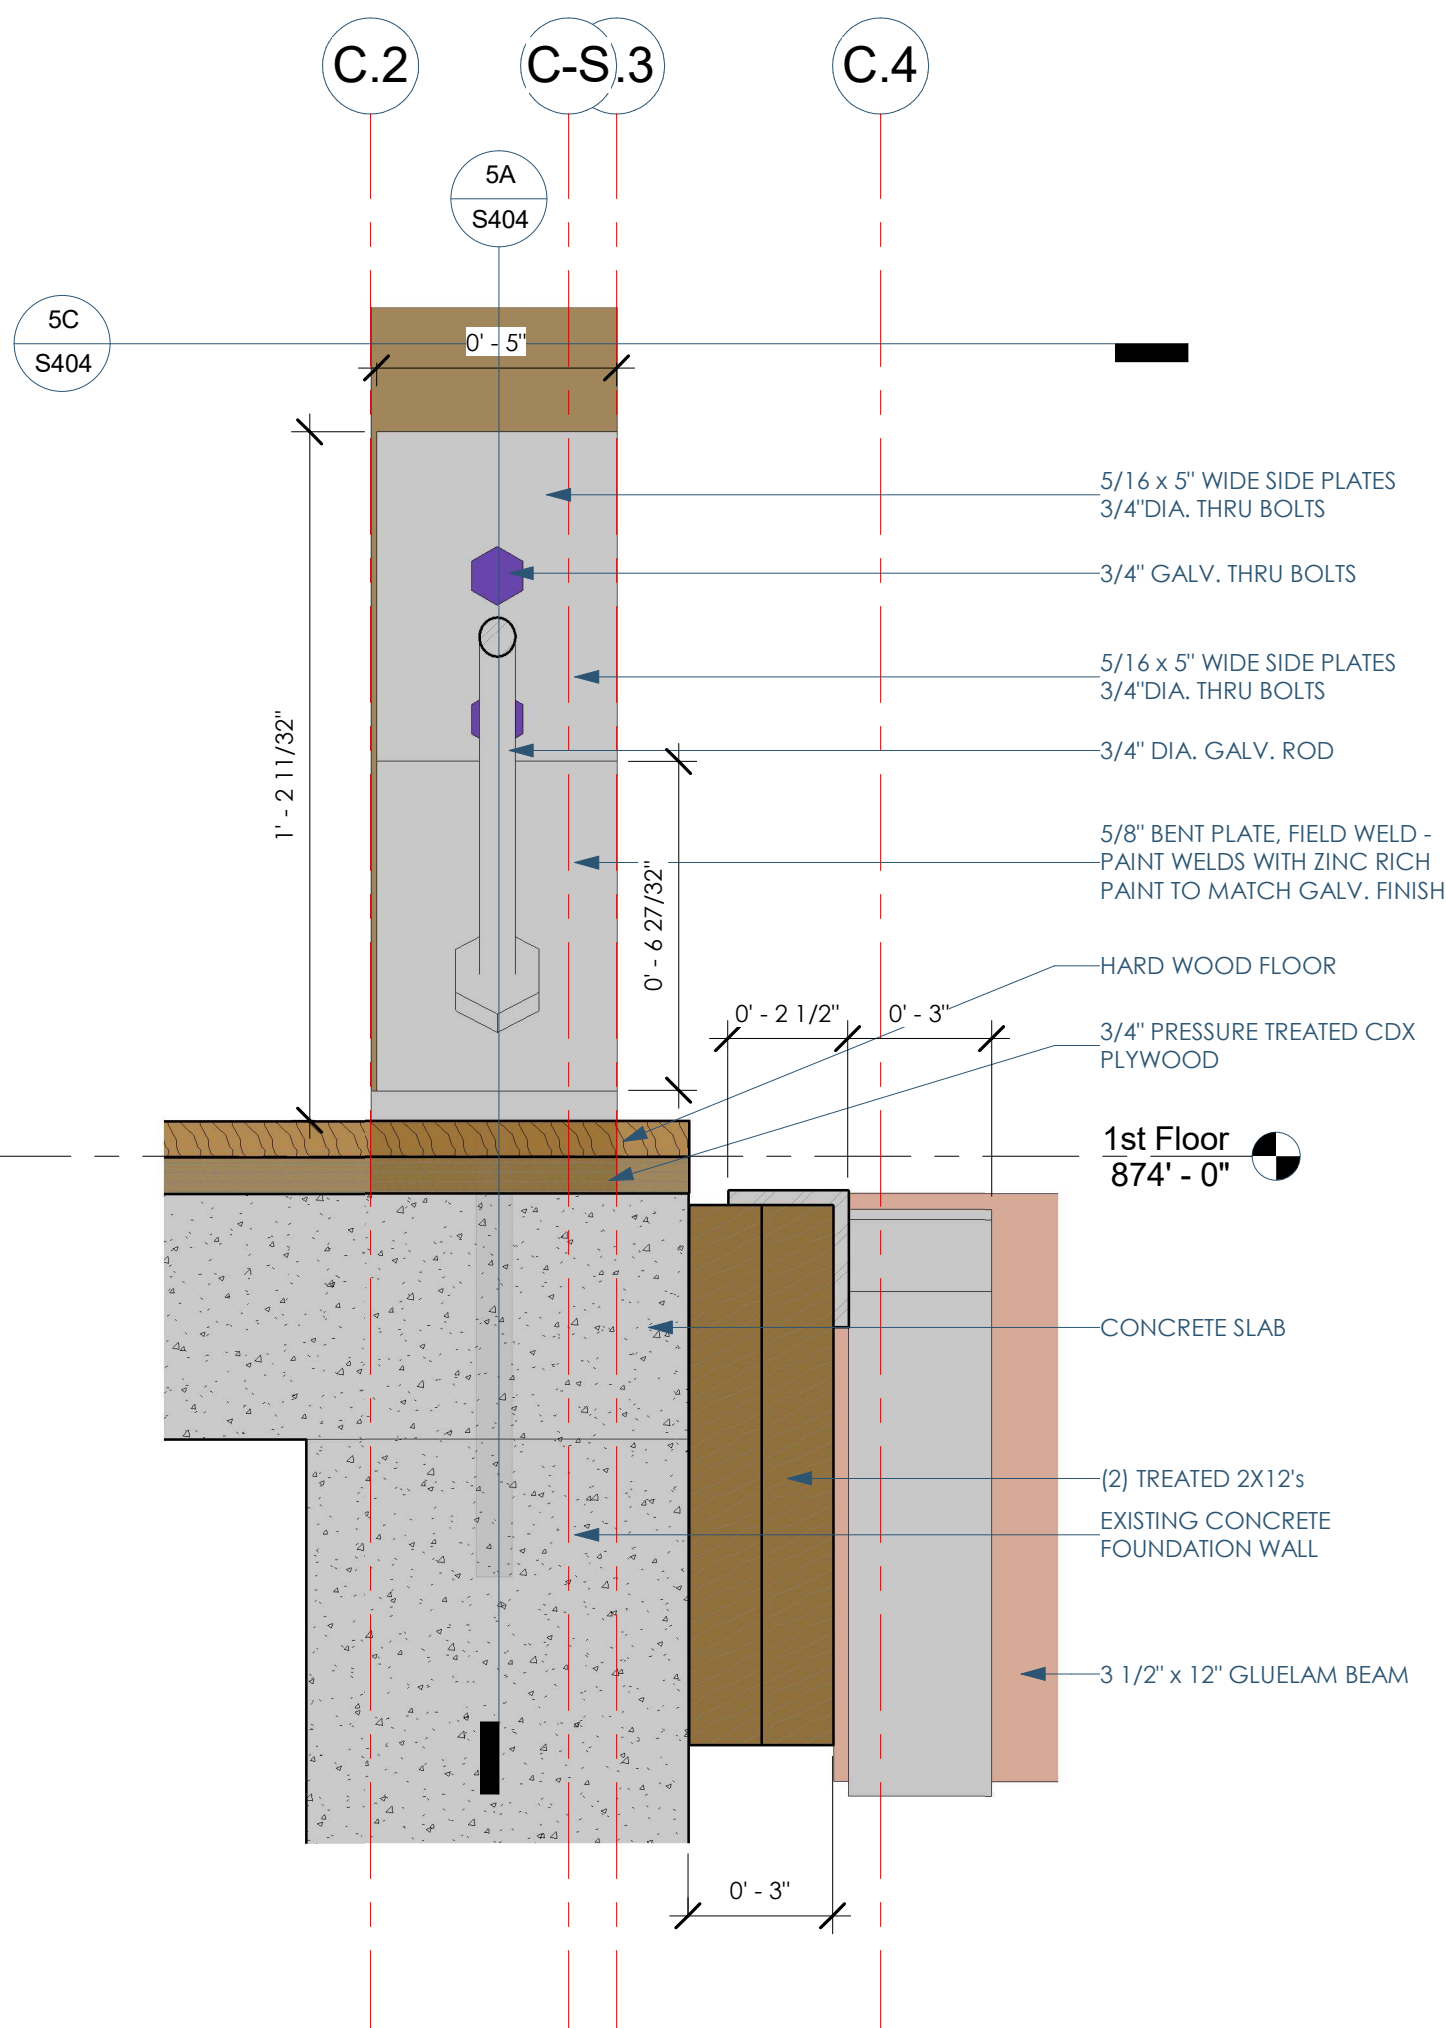 C.2
C-S.3
C.4
5A
S404
5C
S404
0' - 5"
5/16 x 5" WIDE SIDE PLATES
3/4"DIA. THRU BOLTS
3/4" GALV. THRU BOLTS
5/16 x 5" WIDE SIDE PLATES
3/4"DIA. THRU BOLTS
1' - 2 11/32"
3/4" DIA. GALV. ROD
5/8" BENT PLATE, FIELD WELD -
PAINT WELDS WITH ZINC RICH
PAINT TO MATCH GALV. FINISH
0' - 6 27/32"
HARD WOOD FLOOR
0' - 2 1/2"
0' - 3"
3/4" PRESSURE TREATED CDX
PLYWOOD
1st Floor
874' - 0"
CONCRETE SLAB
(2) TREATED 2X12's
EXISTING CONCRETE
FOUNDATION WALL
3 1/2" x 12" GLUELAM BEAM
0' - 3"